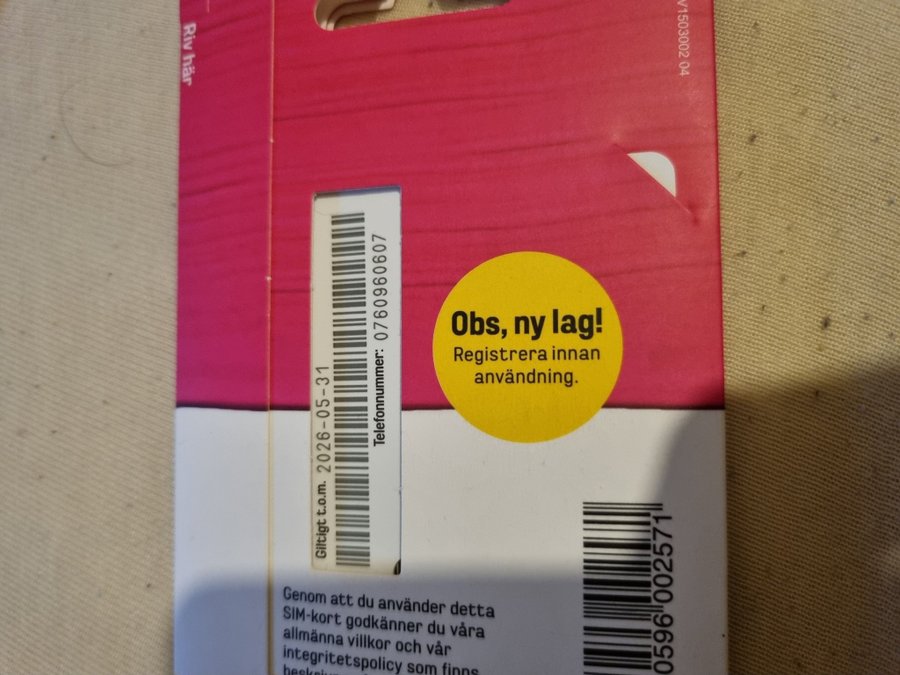 Riv här
V1503002 04
Giltigt t.o.m. 2026-05-31
Telefonnummer: 0760960607
Obs, ny lag!
Registrera innan
användning.
Genom att du använder detta
SIM-kort godkänner du våra
allmänna villkor och vår
integritetspolicy som finns
0596 002571